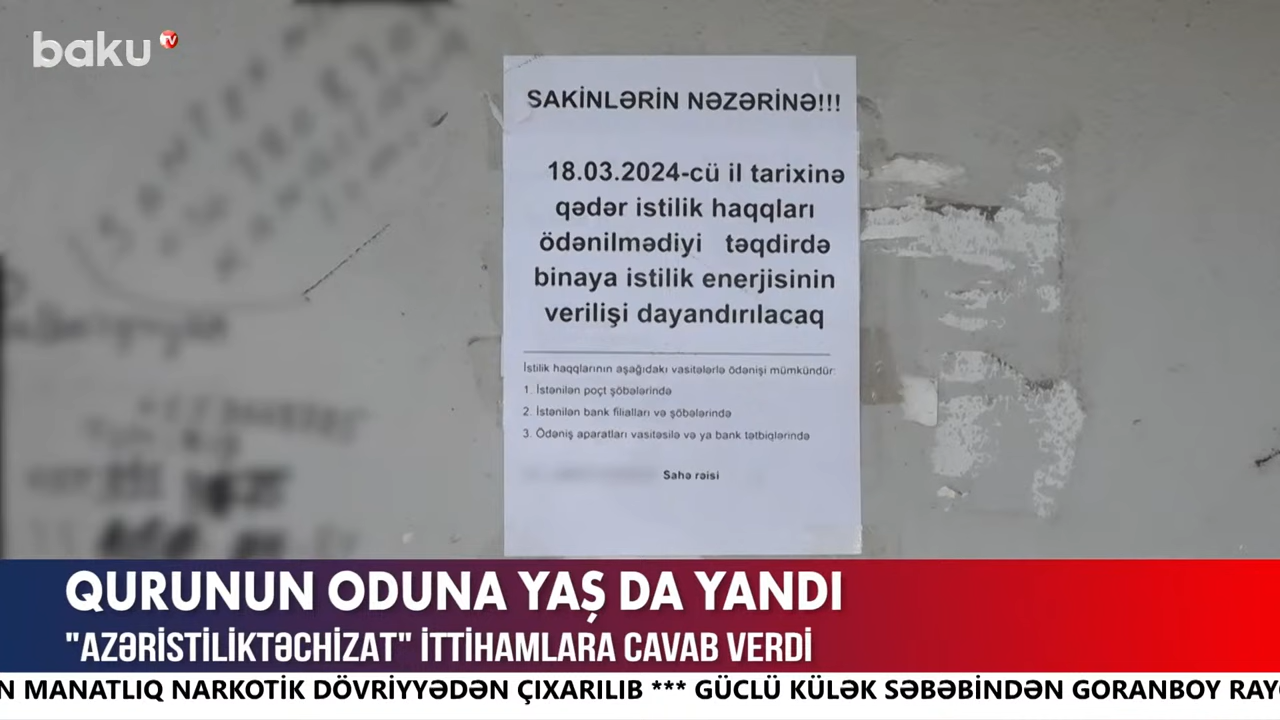 baku TV
SAKİNLƏRİN NƏZƏRİNƏ!!!
18.03.2024-cü il tarixinə
qədər istilik haqqları
ödənilmədiyi təqdirdə
binaya istilik enerjisinin
verilişi dayandırılacaq
İstilik haqqlarının aşağıdakı vasitələrlə ödənişi mümkündür:
1. İstənilən poçt şöbələrində
2. İstənilən bank filialları və şöbələrində
3. Ödəniş aparatları vasitəsilə və ya bank tətbiqlərində
Sahə rəisi
QURUNUN ODUNA YAŞ DA YANDI
"AZƏRİSTİLİKTƏCHİZAT" İTTİHAMLARA CAVAB VERDİ
MANATLIQ NARKOTİK DÖVRİYYƏDƏN ÇIXARILIB *** GÜCLÜ KÜLƏK SƏBƏBİNDƏN GORANBOY